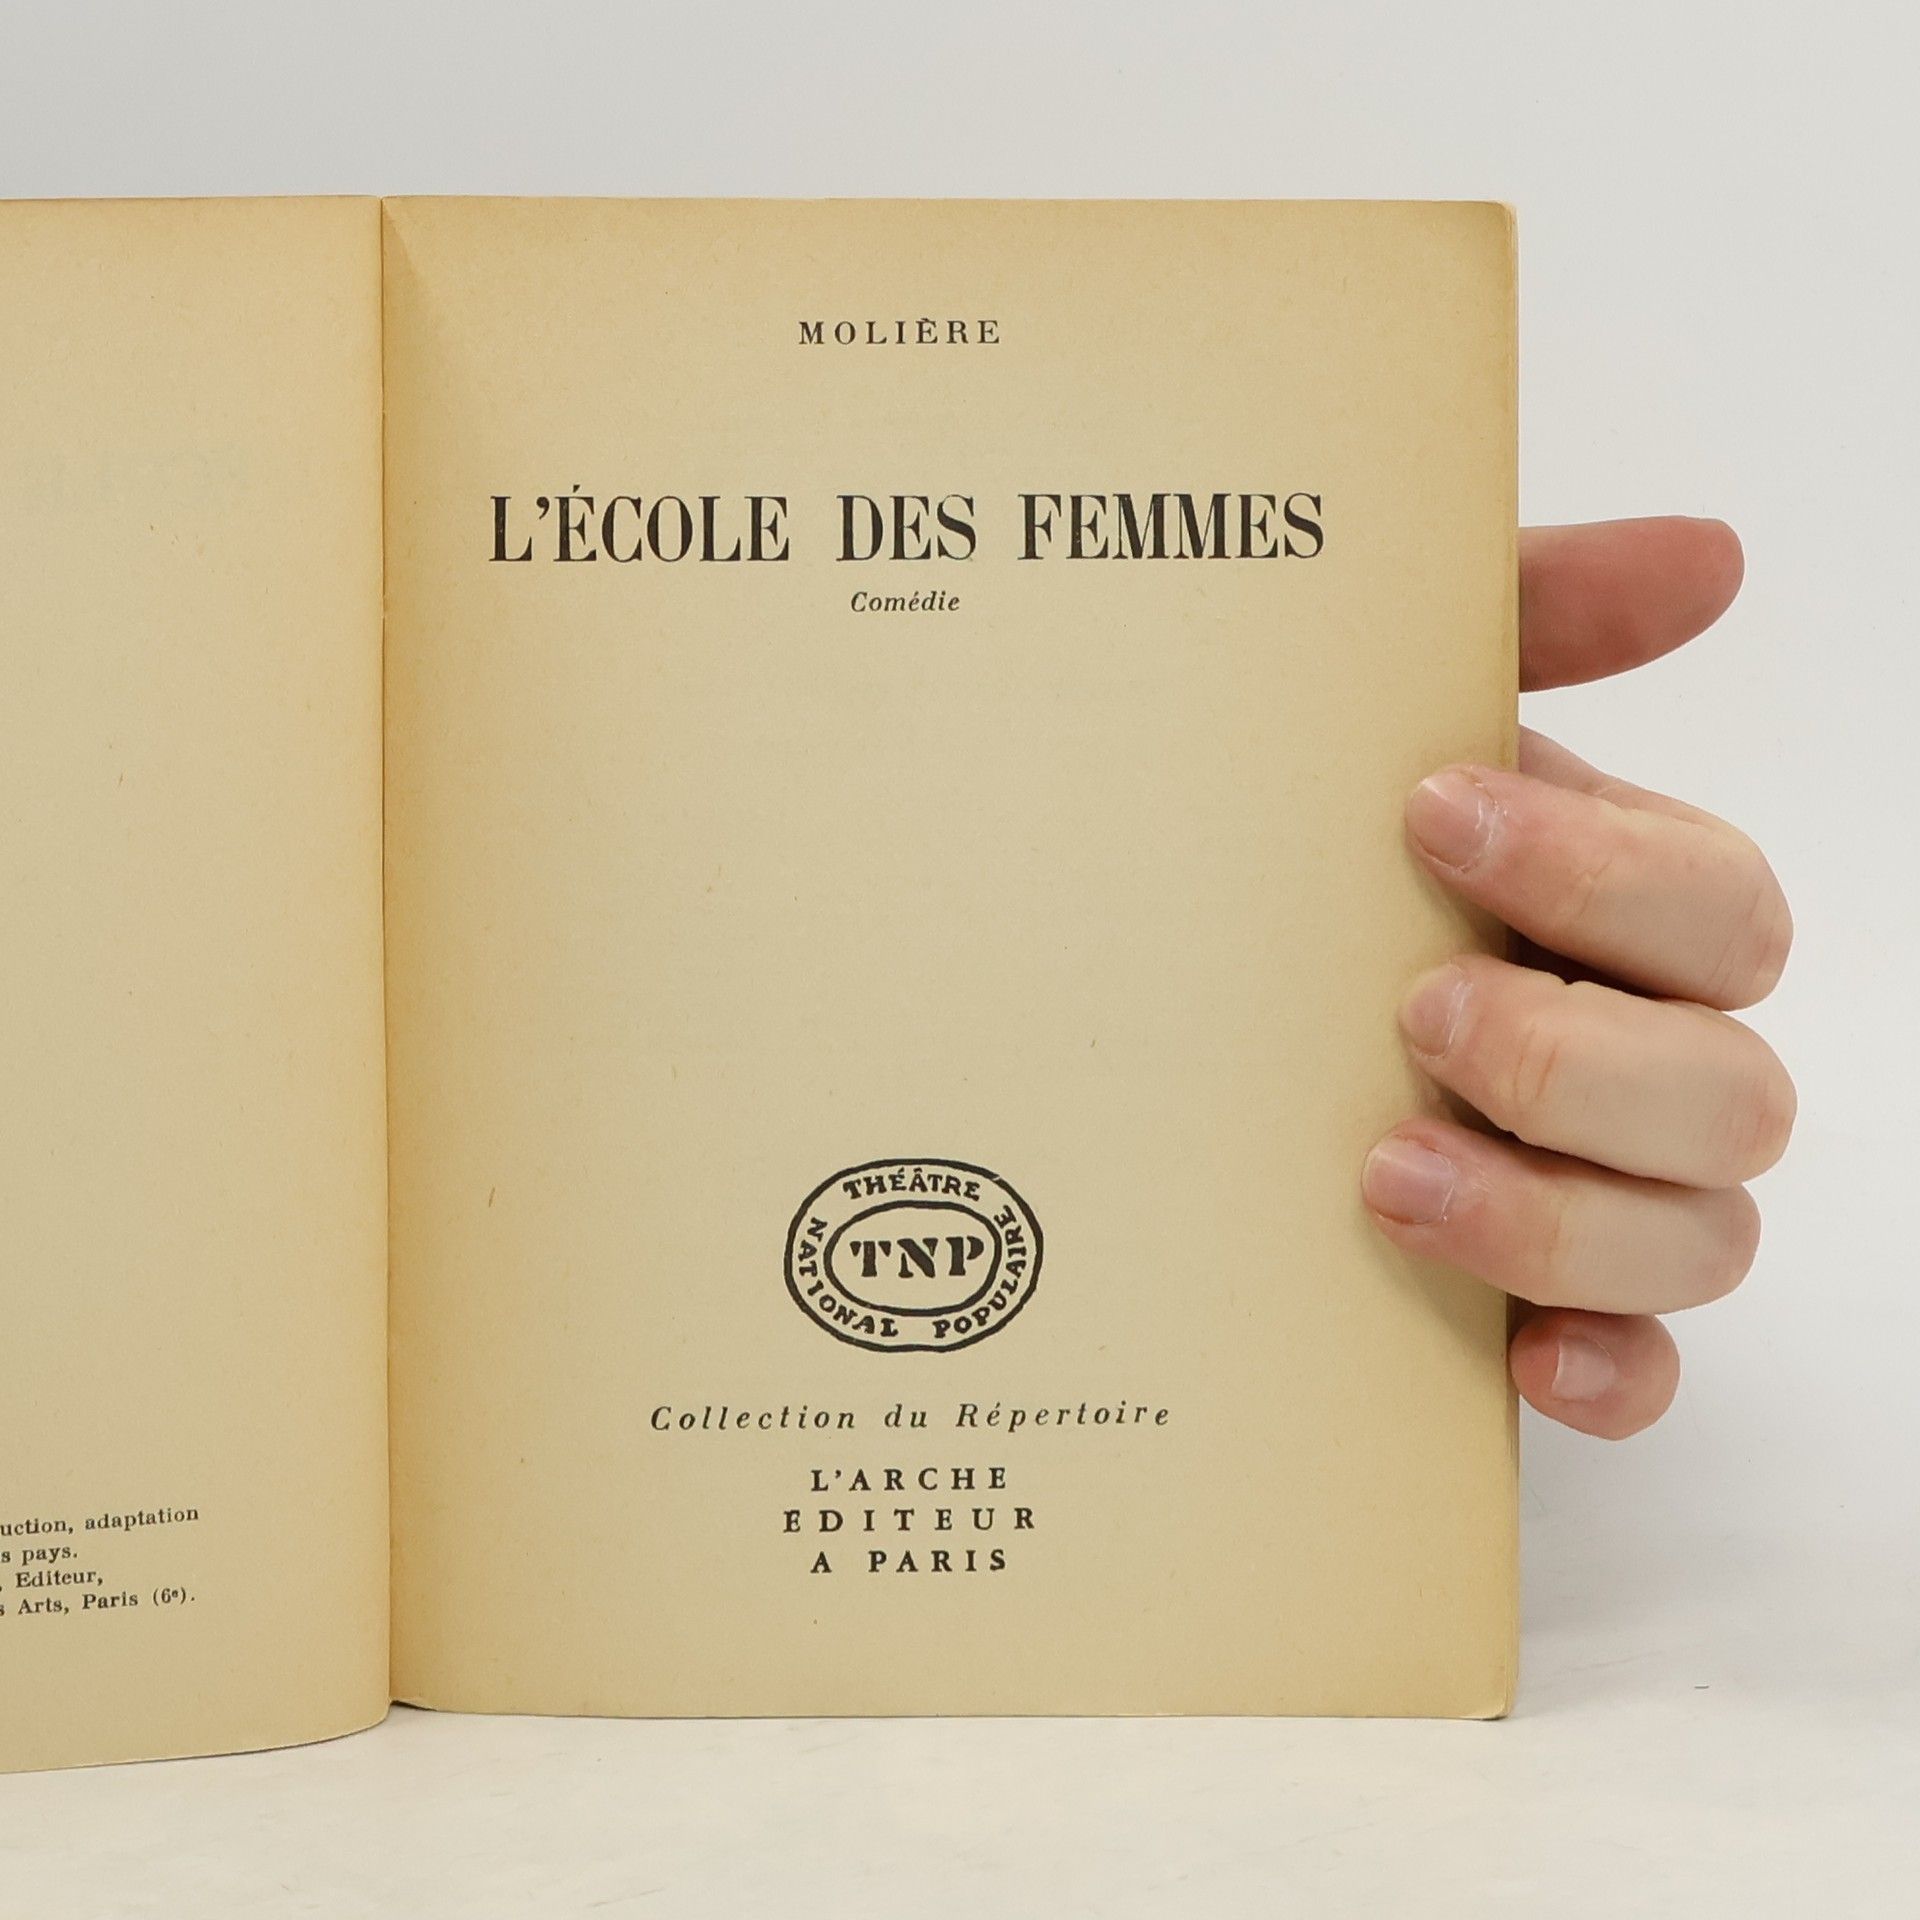 uction, adaptation
s pays.
, Editeur,
s Arts, Paris (6e).
MOLIÈRE
L'ÉCOLE DES FEMMES
Comédie
THÉÂTRE
NATIONAL POPULAIRE
TNP
Collection du Répertoire
L'ARCHE
EDITEUR
A PARIS